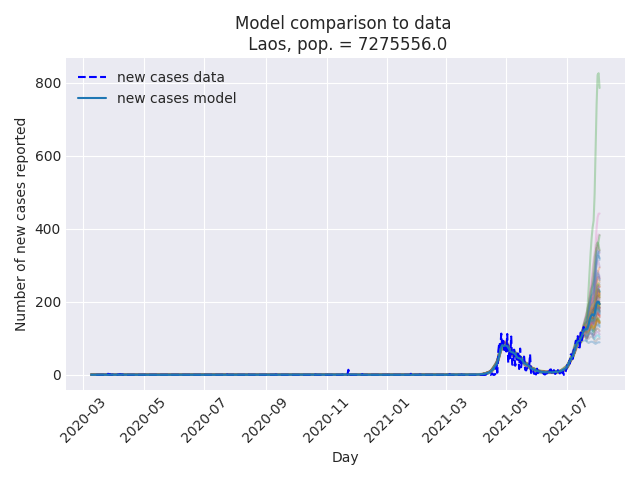 Model comparison to data
Laos, pop. = 7275556.0
new cases data
new cases model
Number of new cases reported
800
600
400
200
0
2020-03
2020-05
2020-07
2020-09
2020-11
2021-01
2021-03
2021-05
2021-07
Day